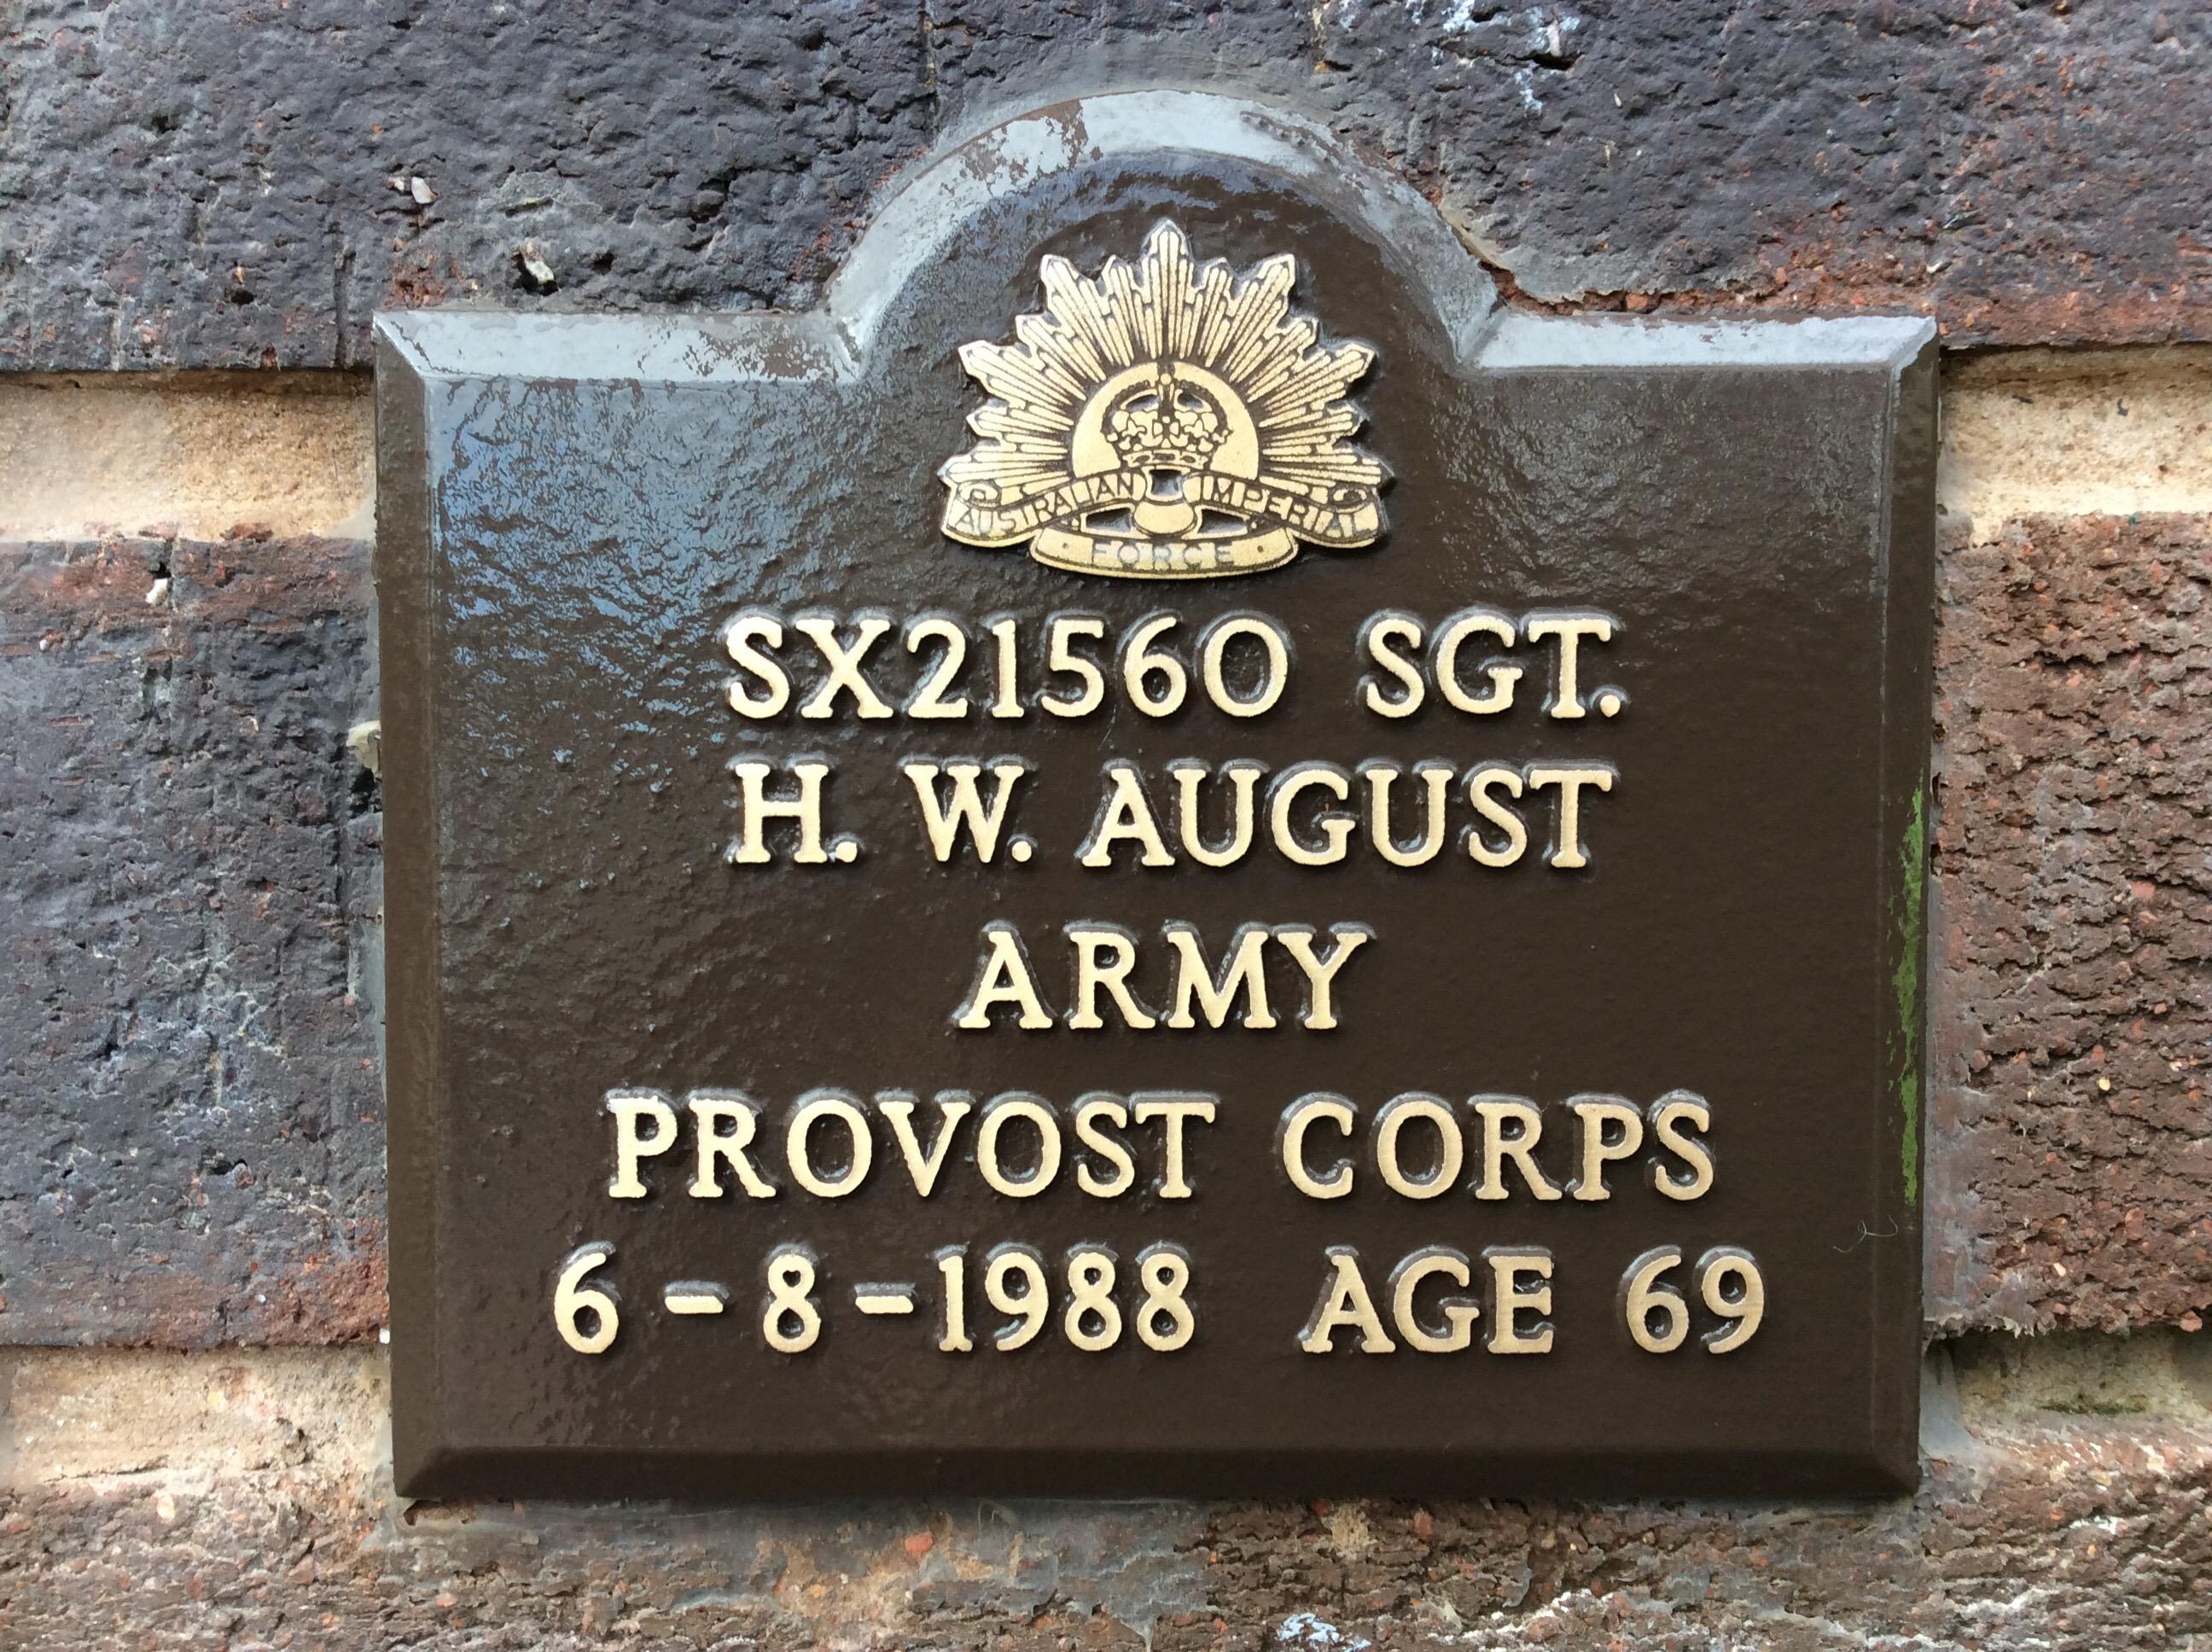 AUSTRALIAN IMPERIAL
FORCE
SX21560 SGT.
H. W. AUGUST
ARMY
PROVOST CORPS
6-8-1988 AGE 69